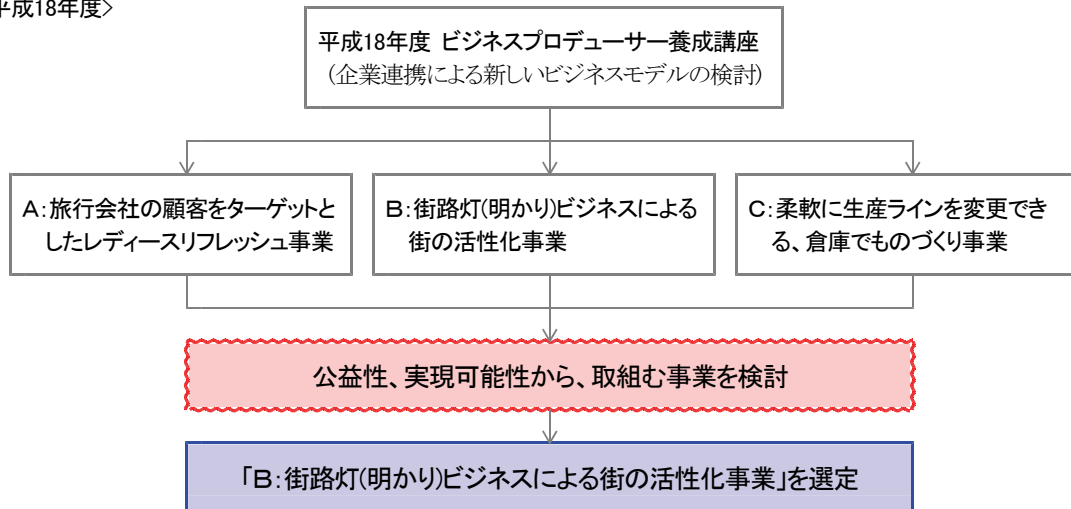 平成18年度>
平成18年度 ビジネスプロデューサー養成講座
(企業連携による新しいビジネスモデルの検討)
A:旅行会社の顧客をターゲットと
したレディースリフレッシュ事業
B:街路灯(明かり)ビジネスによる
街の活性化事業
C:柔軟に生産ラインを変更でき
る、倉庫でものづくり事業
公益性、実現可能性から、取組む事業を検討
「B:街路灯(明かり)ビジネスによる街の活性化事業」を選定